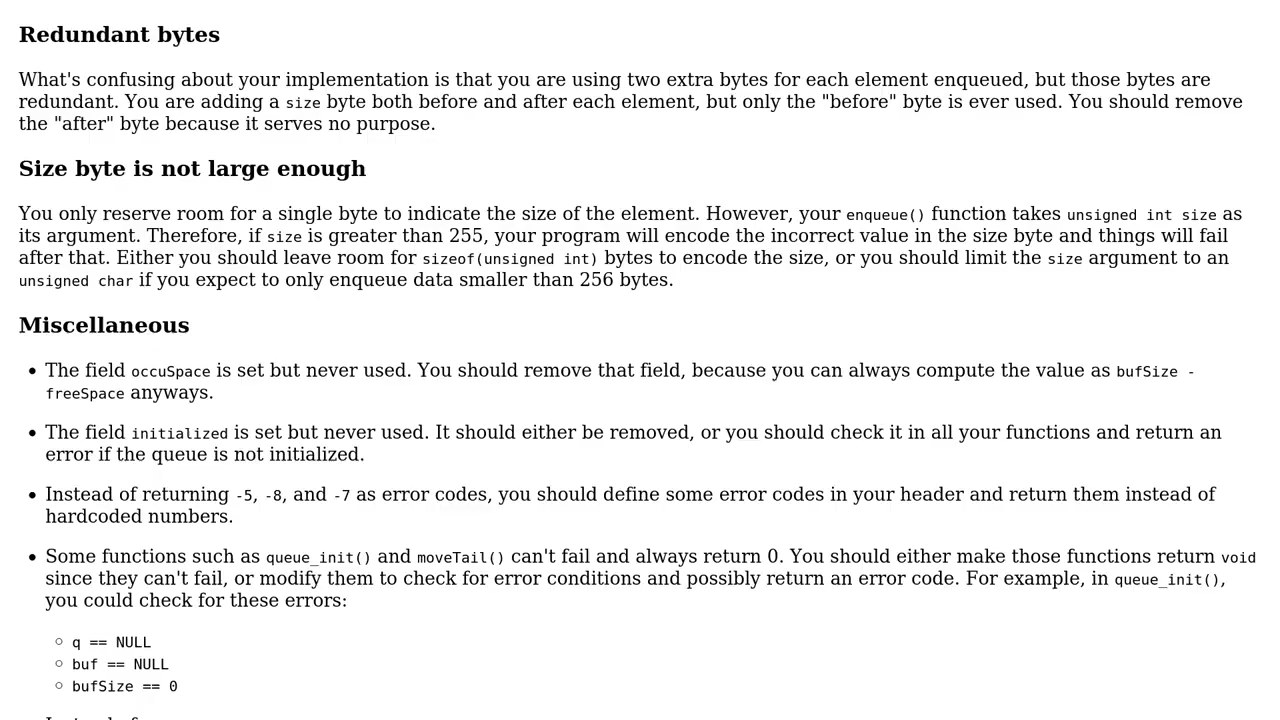 Redundant bytes
What's confusing about your implementation is that you are using two extra bytes for each element enqueued, but those bytes are
redundant. You are adding a size byte both before and after each element, but only the "before" byte is ever used. You should remove
the "after" byte because it serves no purpose.
Size byte is not large enough
You only reserve room for a single byte to indicate the size of the element. However, your enqueue() function takes unsigned int size as
its argument. Therefore, if size is greater than 255, your program will encode the incorrect value in the size byte and things will fail
after that. Either you should leave room for sizeof(unsigned int) bytes to encode the size, or you should limit the size argument to an
unsigned char if you expect to only enqueue data smaller than 256 bytes.
Miscellaneous
• The field occuSpace is set but never used. You should remove that field, because you can always compute the value as bufSize -
freeSpace anyways.
• The field initialized is set but never used. It should either be removed, or you should check it in all your functions and return an
error if the queue is not initialized.
• Instead of returning -5, -8, and -7 as error codes, you should define some error codes in your header and return them instead of
hardcoded numbers.
• Some functions such as queue_init() and moveTail() can't fail and always return 0. You should either make those functions return void
since they can't fail, or modify them to check for error conditions and possibly return an error code. For example, in queue_init(),
you could check for these errors:
○ q == NULL
○ buf == NULL
○ bufSize == 0